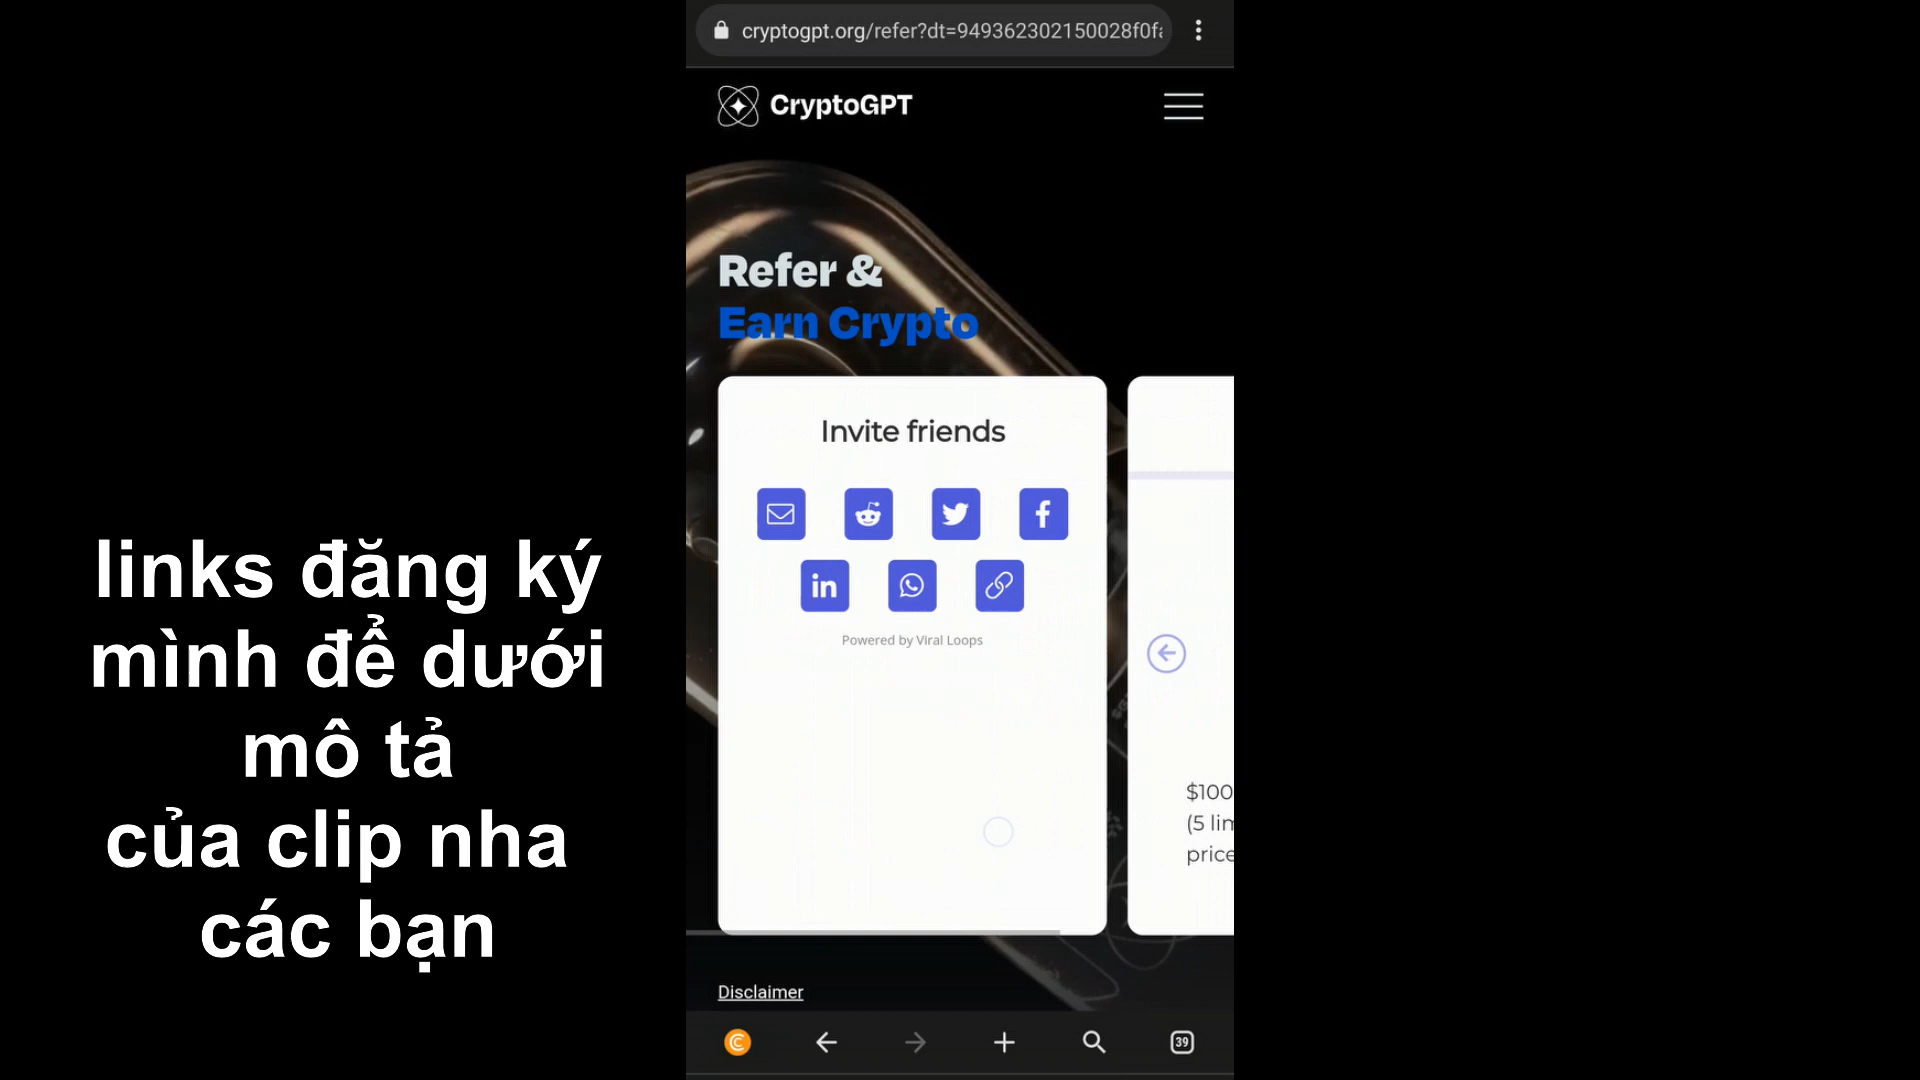 cryptogpt.org/refer?dt=949362302150028f0f
CryptoGPT
Refer &
Earn Crypto
Invite friends
in
Powered by Viral Loops
$100
(5 lim
price
Disclaimer
39
links đăng ký
mình để dưới
mô tả
của clip nha
các bạn